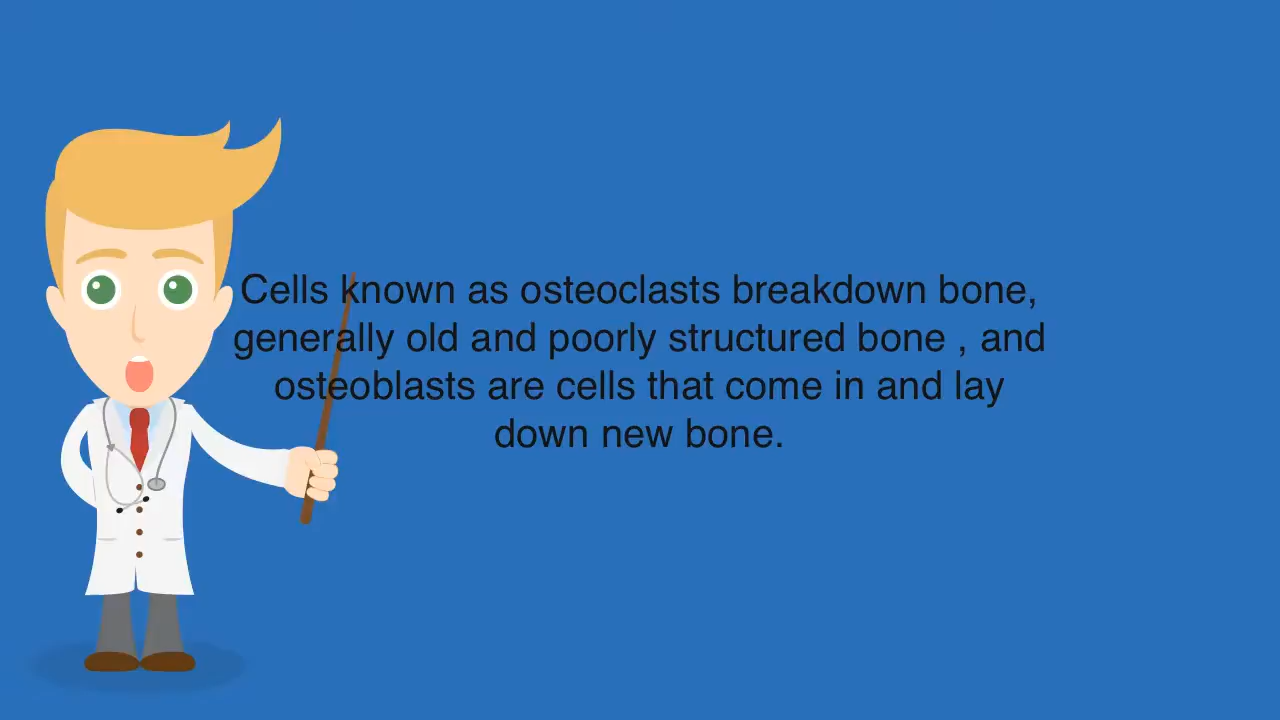 Cells known as osteoclasts breakdown bone,
generally old and poorly structured bone , and
osteoblasts are cells that come in and lay
down new bone.